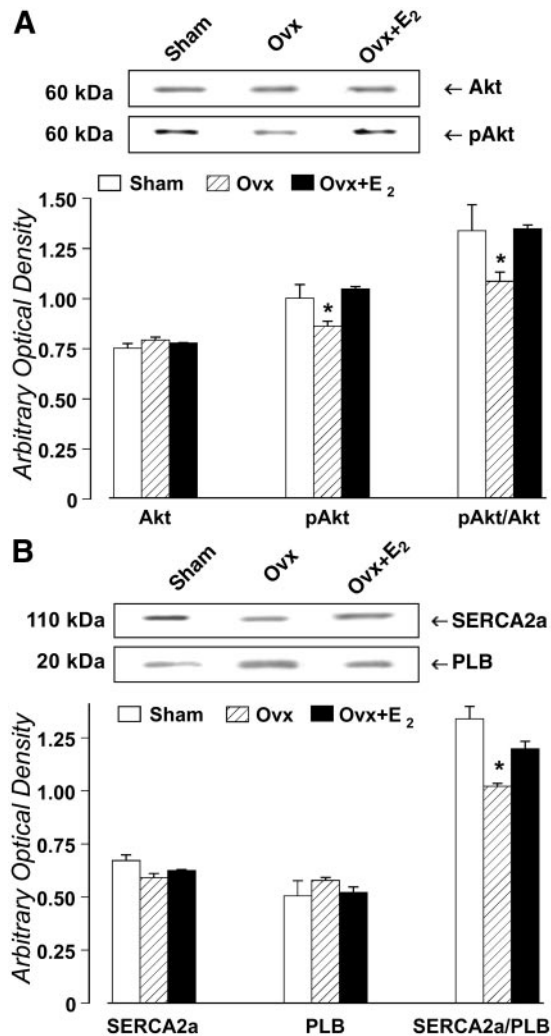 A
Sham Ovx Ovx+E2
60 kDa ← Akt
60 kDa ← pAkt
Sham Ovx Ovx+E2
Arbitrary Optical Density
1.50
1.25
* *
1.00
0.75
0.50
0.25
0
Akt pAkt pAkt/Akt
B
Sham Ovx Ovx+E2
110 kDa ← SERCA2a
20 kDa ← PLB
Sham Ovx Ovx+E2
Arbitrary Optical Density
1.25
*
1.00
0.75
0.50
0.25
0
SERCA2a PLB SERCA2a/PLB